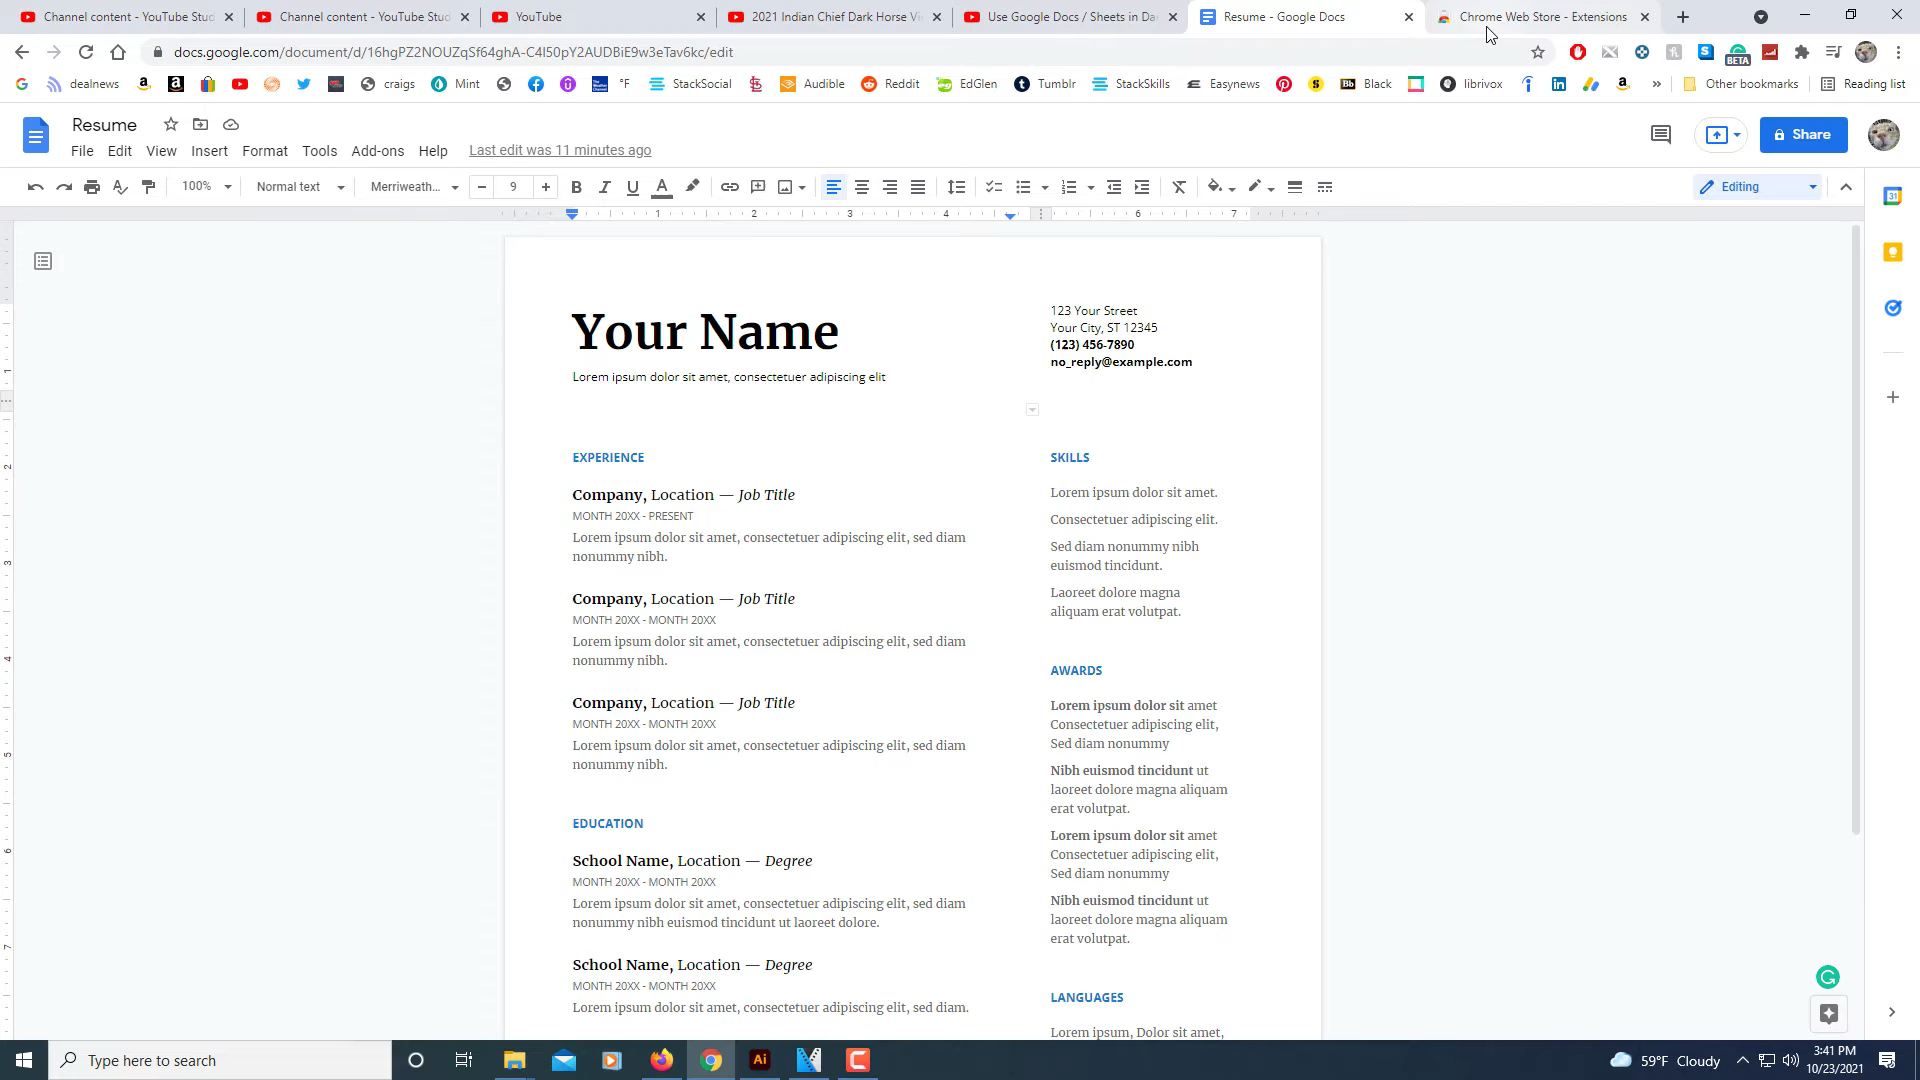 Channel content - YouTube Stud
Channel content - YouTube Stud
YouTube
2021 Indian Chief Dark Horse Vi
Use Google Docs / Sheets in Da
Resume - Google Docs
Chrome Web Store - Extensions
docs.google.com/document/d/16hgPZ2NOUZqSf64ghA-C4I50pY2AUDBiE9w3eTav6kc/edit
BETA
dealnews
craigs
Mint
°F
StackSocial
Audible
Reddit
EdGlen
Tumblr
StackSkills
Easynews
Black
librivox
»
Other bookmarks
Reading list
Resume
Share
File Edit View Insert Format Tools Add-ons Help Last edit was 11 minutes ago
100% Normal text Merriweath... 9 Editing
1 2 3 4 6 7
Your Name
Lorem ipsum dolor sit amet, consectetuer adipiscing elit
123 Your Street
Your City, ST 12345
(123) 456-7890
no_reply@example.com
EXPERIENCE
Company, Location — Job Title
MONTH 20XX - PRESENT
Lorem ipsum dolor sit amet, consectetuer adipiscing elit, sed diam
nonummy nibh.
Company, Location — Job Title
MONTH 20XX - MONTH 20XX
Lorem ipsum dolor sit amet, consectetuer adipiscing elit, sed diam
nonummy nibh.
Company, Location — Job Title
MONTH 20XX - MONTH 20XX
Lorem ipsum dolor sit amet, consectetuer adipiscing elit, sed diam
nonummy nibh.
EDUCATION
School Name, Location — Degree
MONTH 20XX - MONTH 20XX
Lorem ipsum dolor sit amet, consectetuer adipiscing elit, sed diam
nonummy nibh euismod tincidunt ut laoreet dolore.
School Name, Location — Degree
MONTH 20XX - MONTH 20XX
Lorem ipsum dolor sit amet, consectetuer adipiscing elit, sed diam.
SKILLS
Lorem ipsum dolor sit amet.
Consectetuer adipiscing elit.
Sed diam nonummy nibh
euismod tincidunt.
Laoreet dolore magna
aliquam erat volutpat.
AWARDS
Lorem ipsum dolor sit amet
Consectetuer adipiscing elit,
Sed diam nonummy
Nibh euismod tincidunt ut
laoreet dolore magna aliquam
erat volutpat.
Lorem ipsum dolor sit amet
Consectetuer adipiscing elit,
Sed diam nonummy
Nibh euismod tincidunt ut
laoreet dolore magna aliquam
erat volutpat.
LANGUAGES
Lorem ipsum, Dolor sit amet,
Type here to search
59°F Cloudy
3:41 PM
10/23/2021